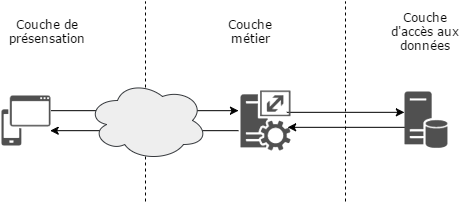 Couche de
présensation
Couche
métier
Couche
d'accès aux
données